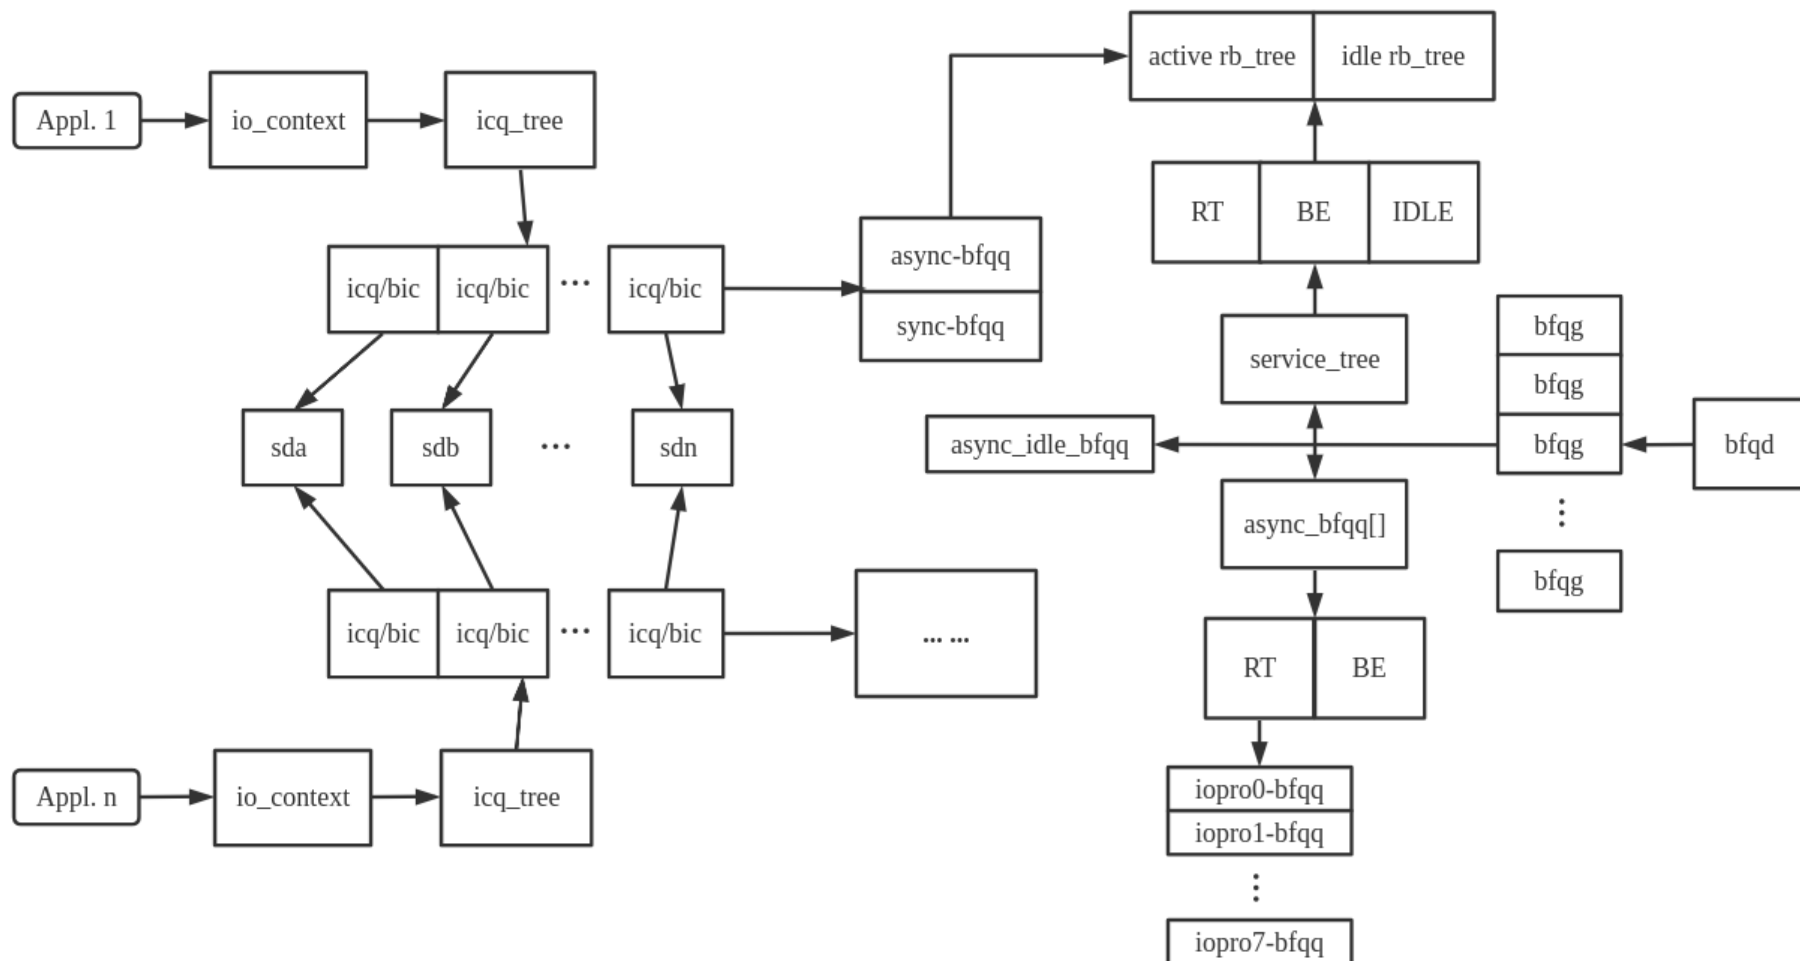 active rb_tree
idle rb_tree
Appl. 1
io_context
icq_tree
RT
BE
IDLE
icq/bic
icq/bic
...
icq/bic
async-bfqq
sync-bfqq
service_tree
bfqg
bfqg
bfqg
bfqd
sda
sdb
...
sdn
async_idle_bfqq
async_bfqq[]
...
bfqg
icq/bic
icq/bic
...
icq/bic
... ...
RT
BE
Appl. n
io_context
icq_tree
iopro0-bfqq
iopro1-bfqq
...
iopro7-bfqq